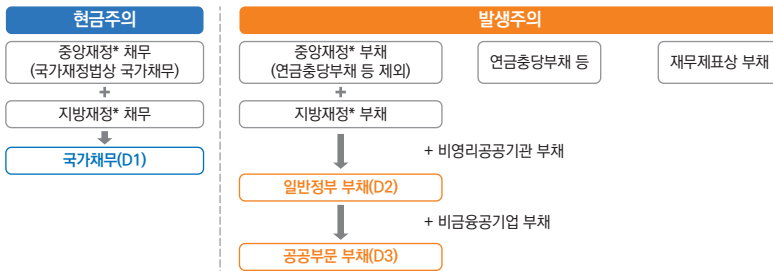 현금주의
중앙재정* 채무
(국가재정법상 국가채무)
+
지방재정* 채무
국가채무(D1)
발생주의
중앙재정* 부채
(연금충당부채 등 제외)
+
지방재정* 부채
연금충당부채 등
재무제표상 부채
+ 비영리공공기관 부채
일반정부 부채(D2)
+ 비금융공기업 부채
공공부문 부채(D3)